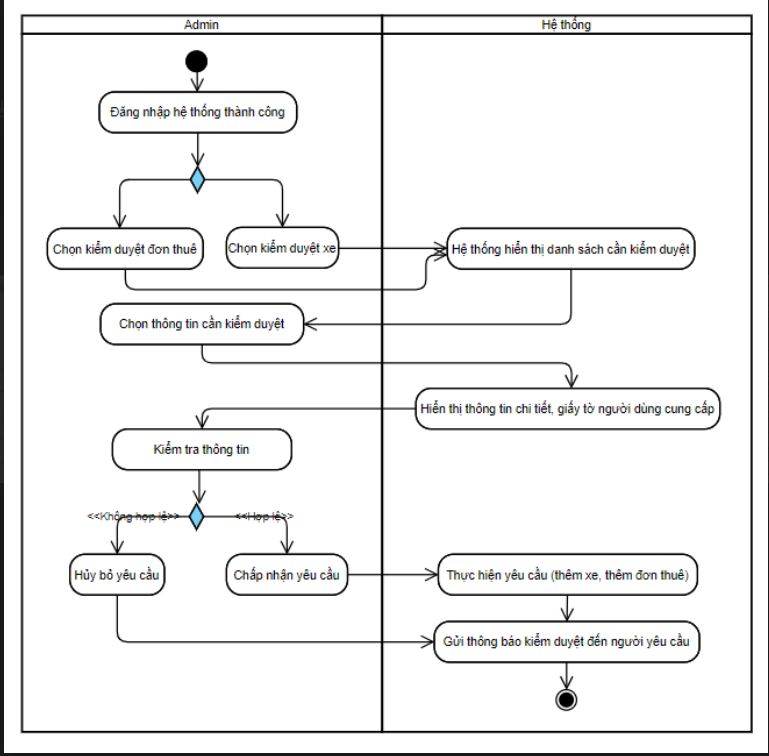 Admin
Hệ thống
Đăng nhập hệ thống thành công
Chọn kiểm duyệt đơn thuê
Chọn kiểm duyệt xe
Hệ thống hiển thị danh sách cần kiểm duyệt
Chọn thông tin cần kiểm duyệt
Hiển thị thông tin chi tiết, giấy tờ người dùng cung cấp
Kiểm tra thông tin
<<Không hợp lệ>>
<<Hợp lệ>>
Hủy bỏ yêu cầu
Chấp nhận yêu cầu
Thực hiện yêu cầu (thêm xe, thêm đơn thuê)
Gửi thông báo kiểm duyệt đến người yêu cầu